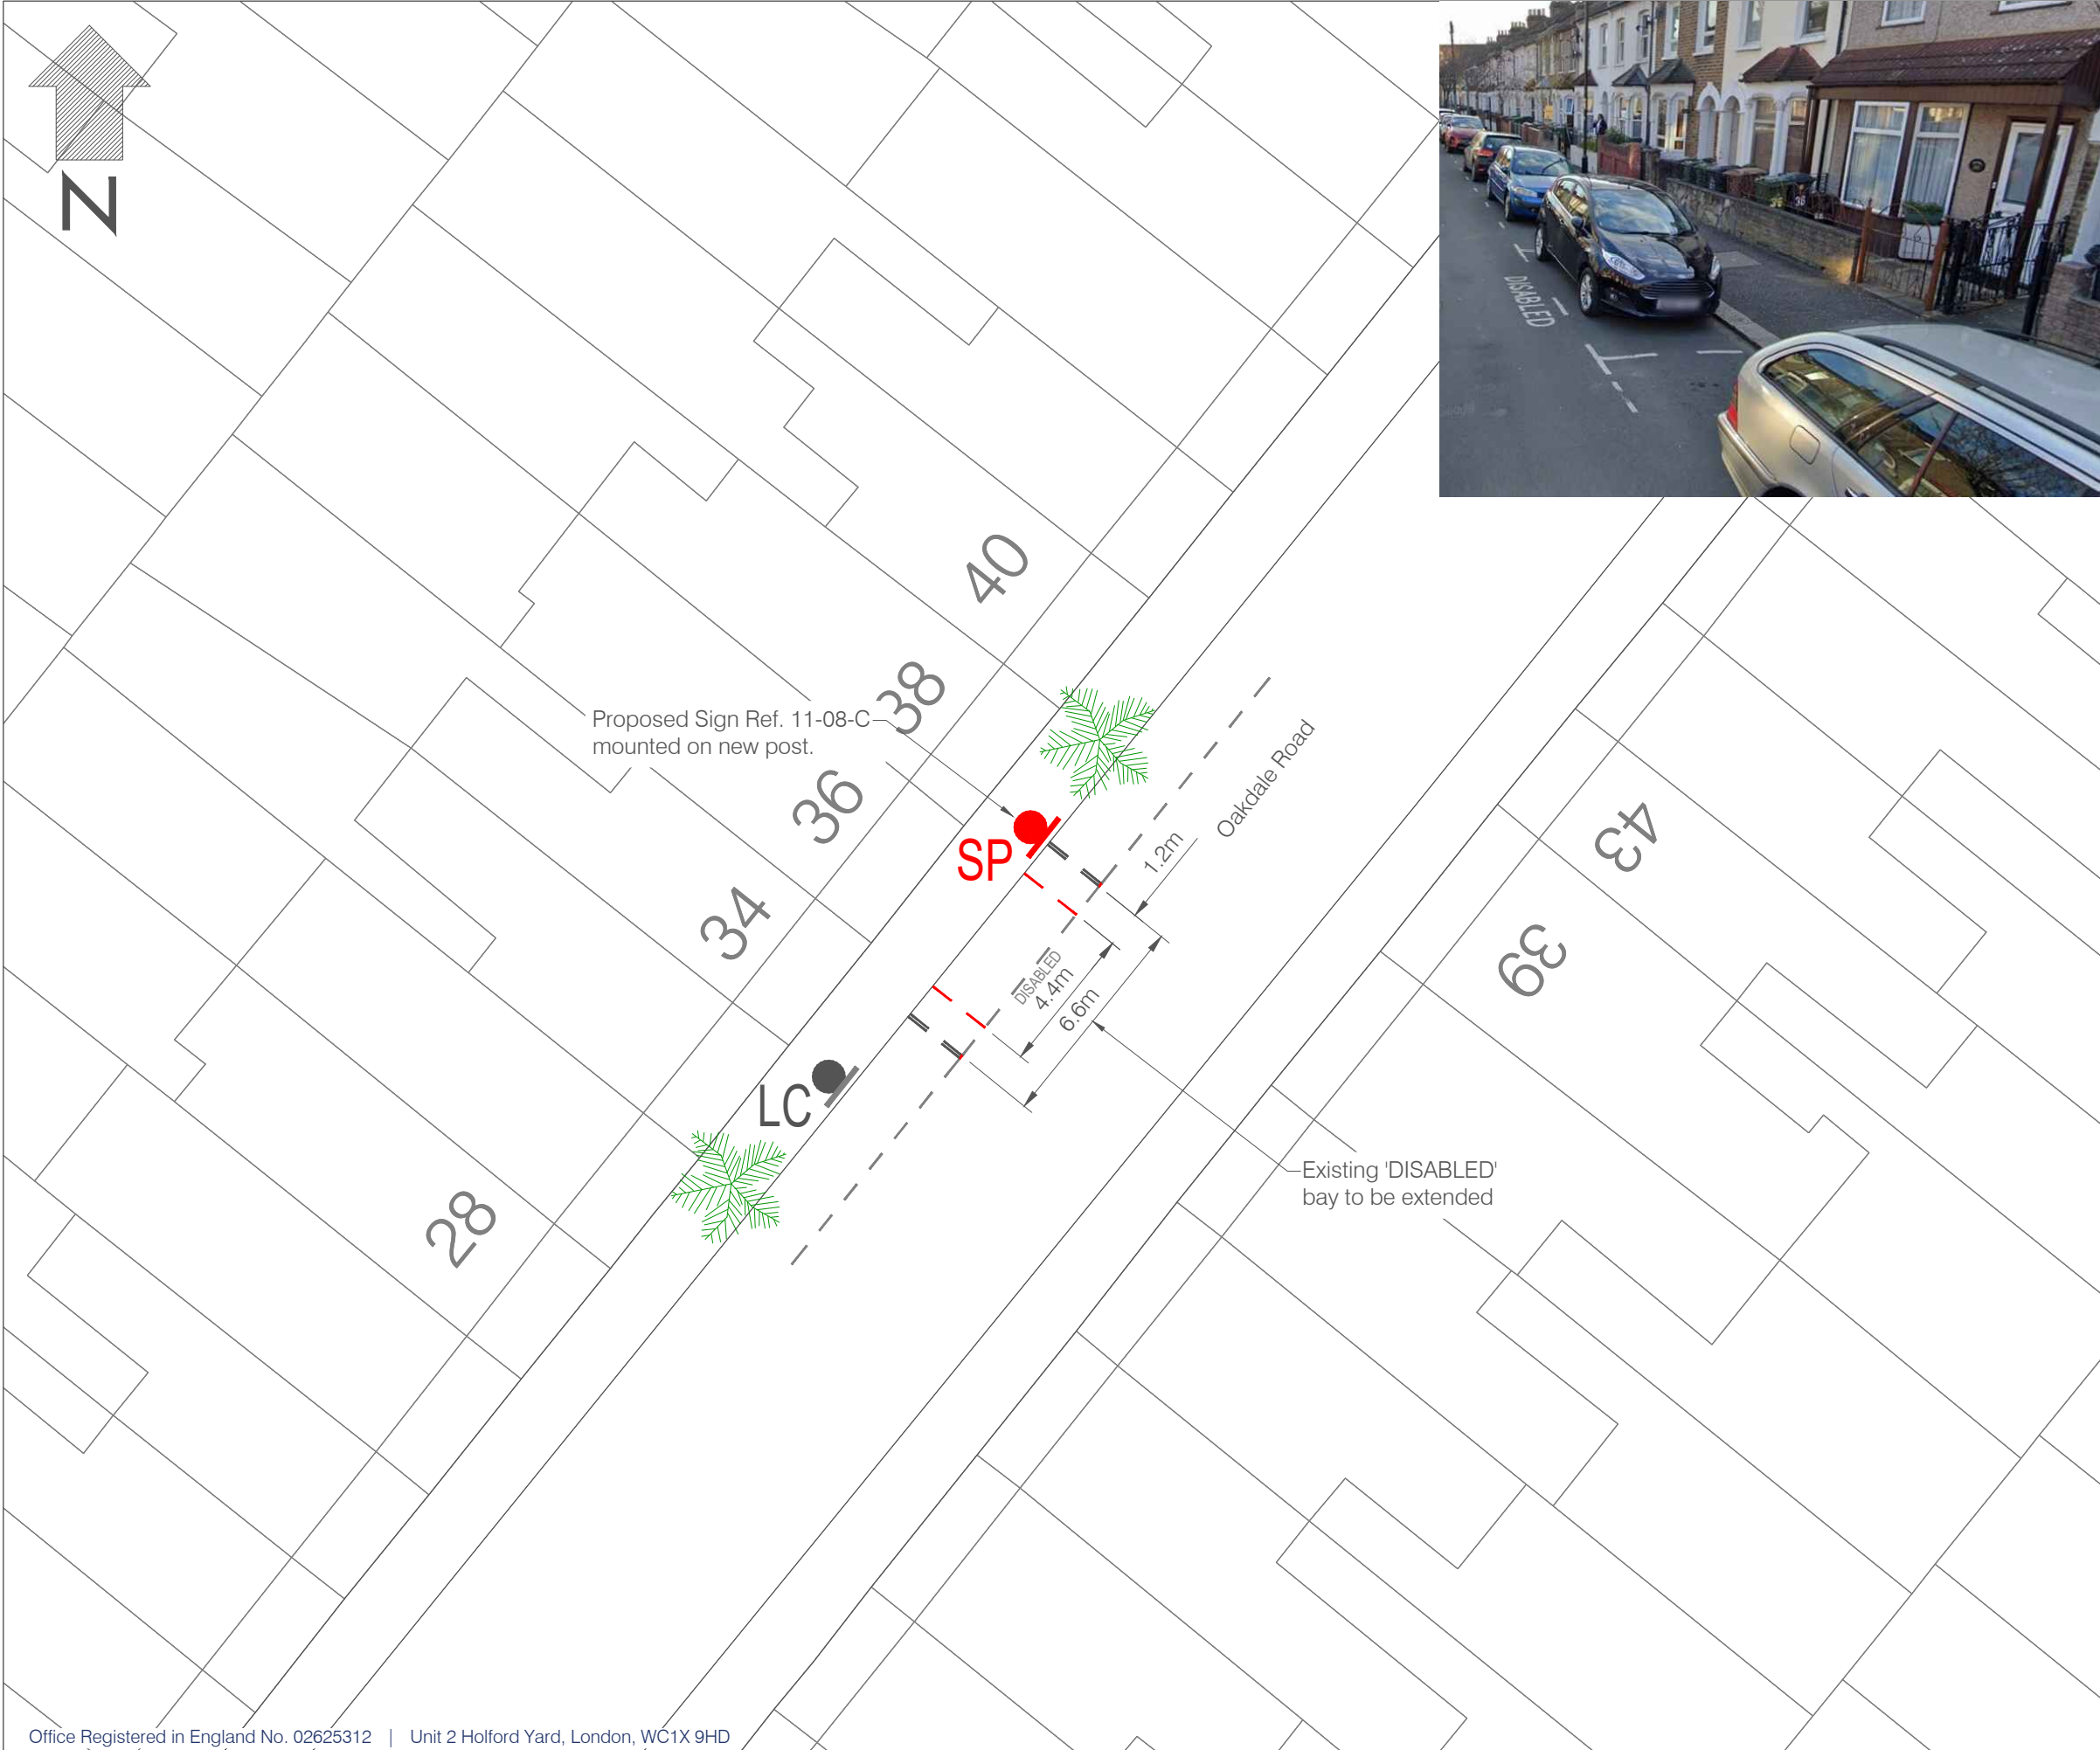 N
DISABLED
40
38
Proposed Sign Ref. 11-08-C
mounted on new post.
36
34
28
SP
LC
Oakdale Road
1.2m
DISABLED
4.4m
6.6m
43
39
Existing 'DISABLED'
bay to be extended
Office Registered in England No. 02625312 | Unit 2 Holford Yard, London, WC1X 9HD